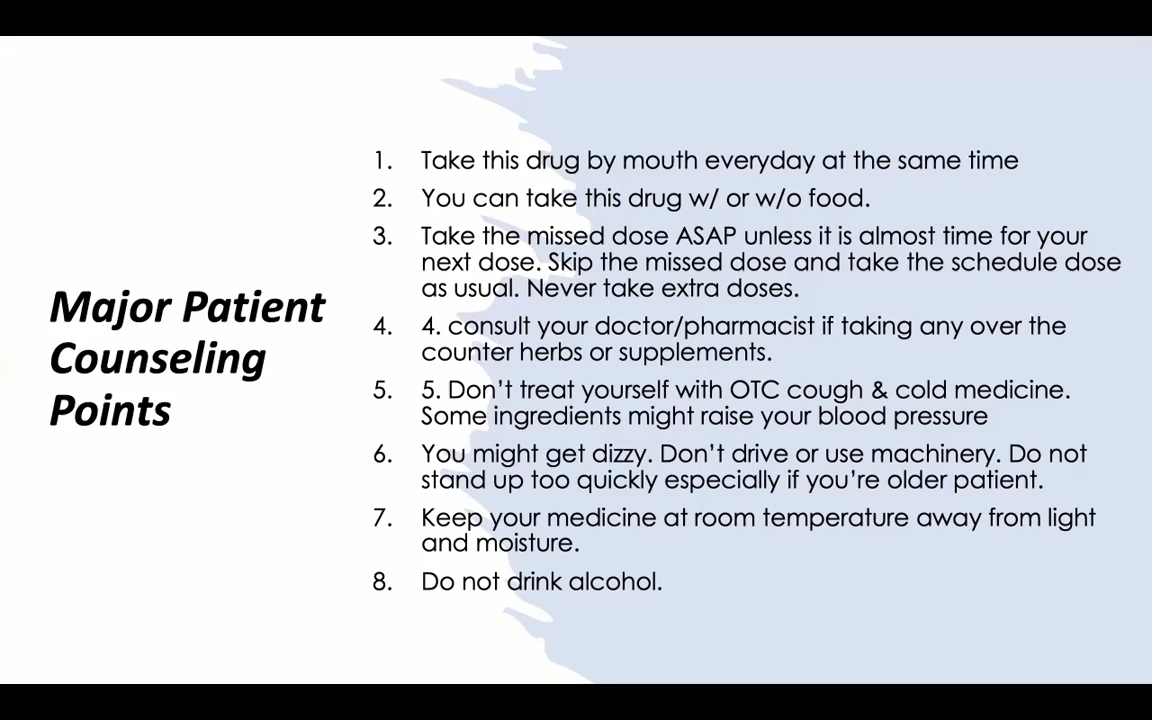 Major Patient
Counseling
Points
1. Take this drug by mouth everyday at the same time
2. You can take this drug w/ or w/o food.
3. Take the missed dose ASAP unless it is almost time for your
next dose. Skip the missed dose and take the schedule dose
as usual. Never take extra doses.
4. 4. consult your doctor/pharmacist if taking any over the
counter herbs or supplements.
5. 5. Don’t treat yourself with OTC cough & cold medicine.
Some ingredients might raise your blood pressure
6. You might get dizzy. Don’t drive or use machinery. Do not
stand up too quickly especially if you’re older patient.
7. Keep your medicine at room temperature away from light
and moisture.
8. Do not drink alcohol.